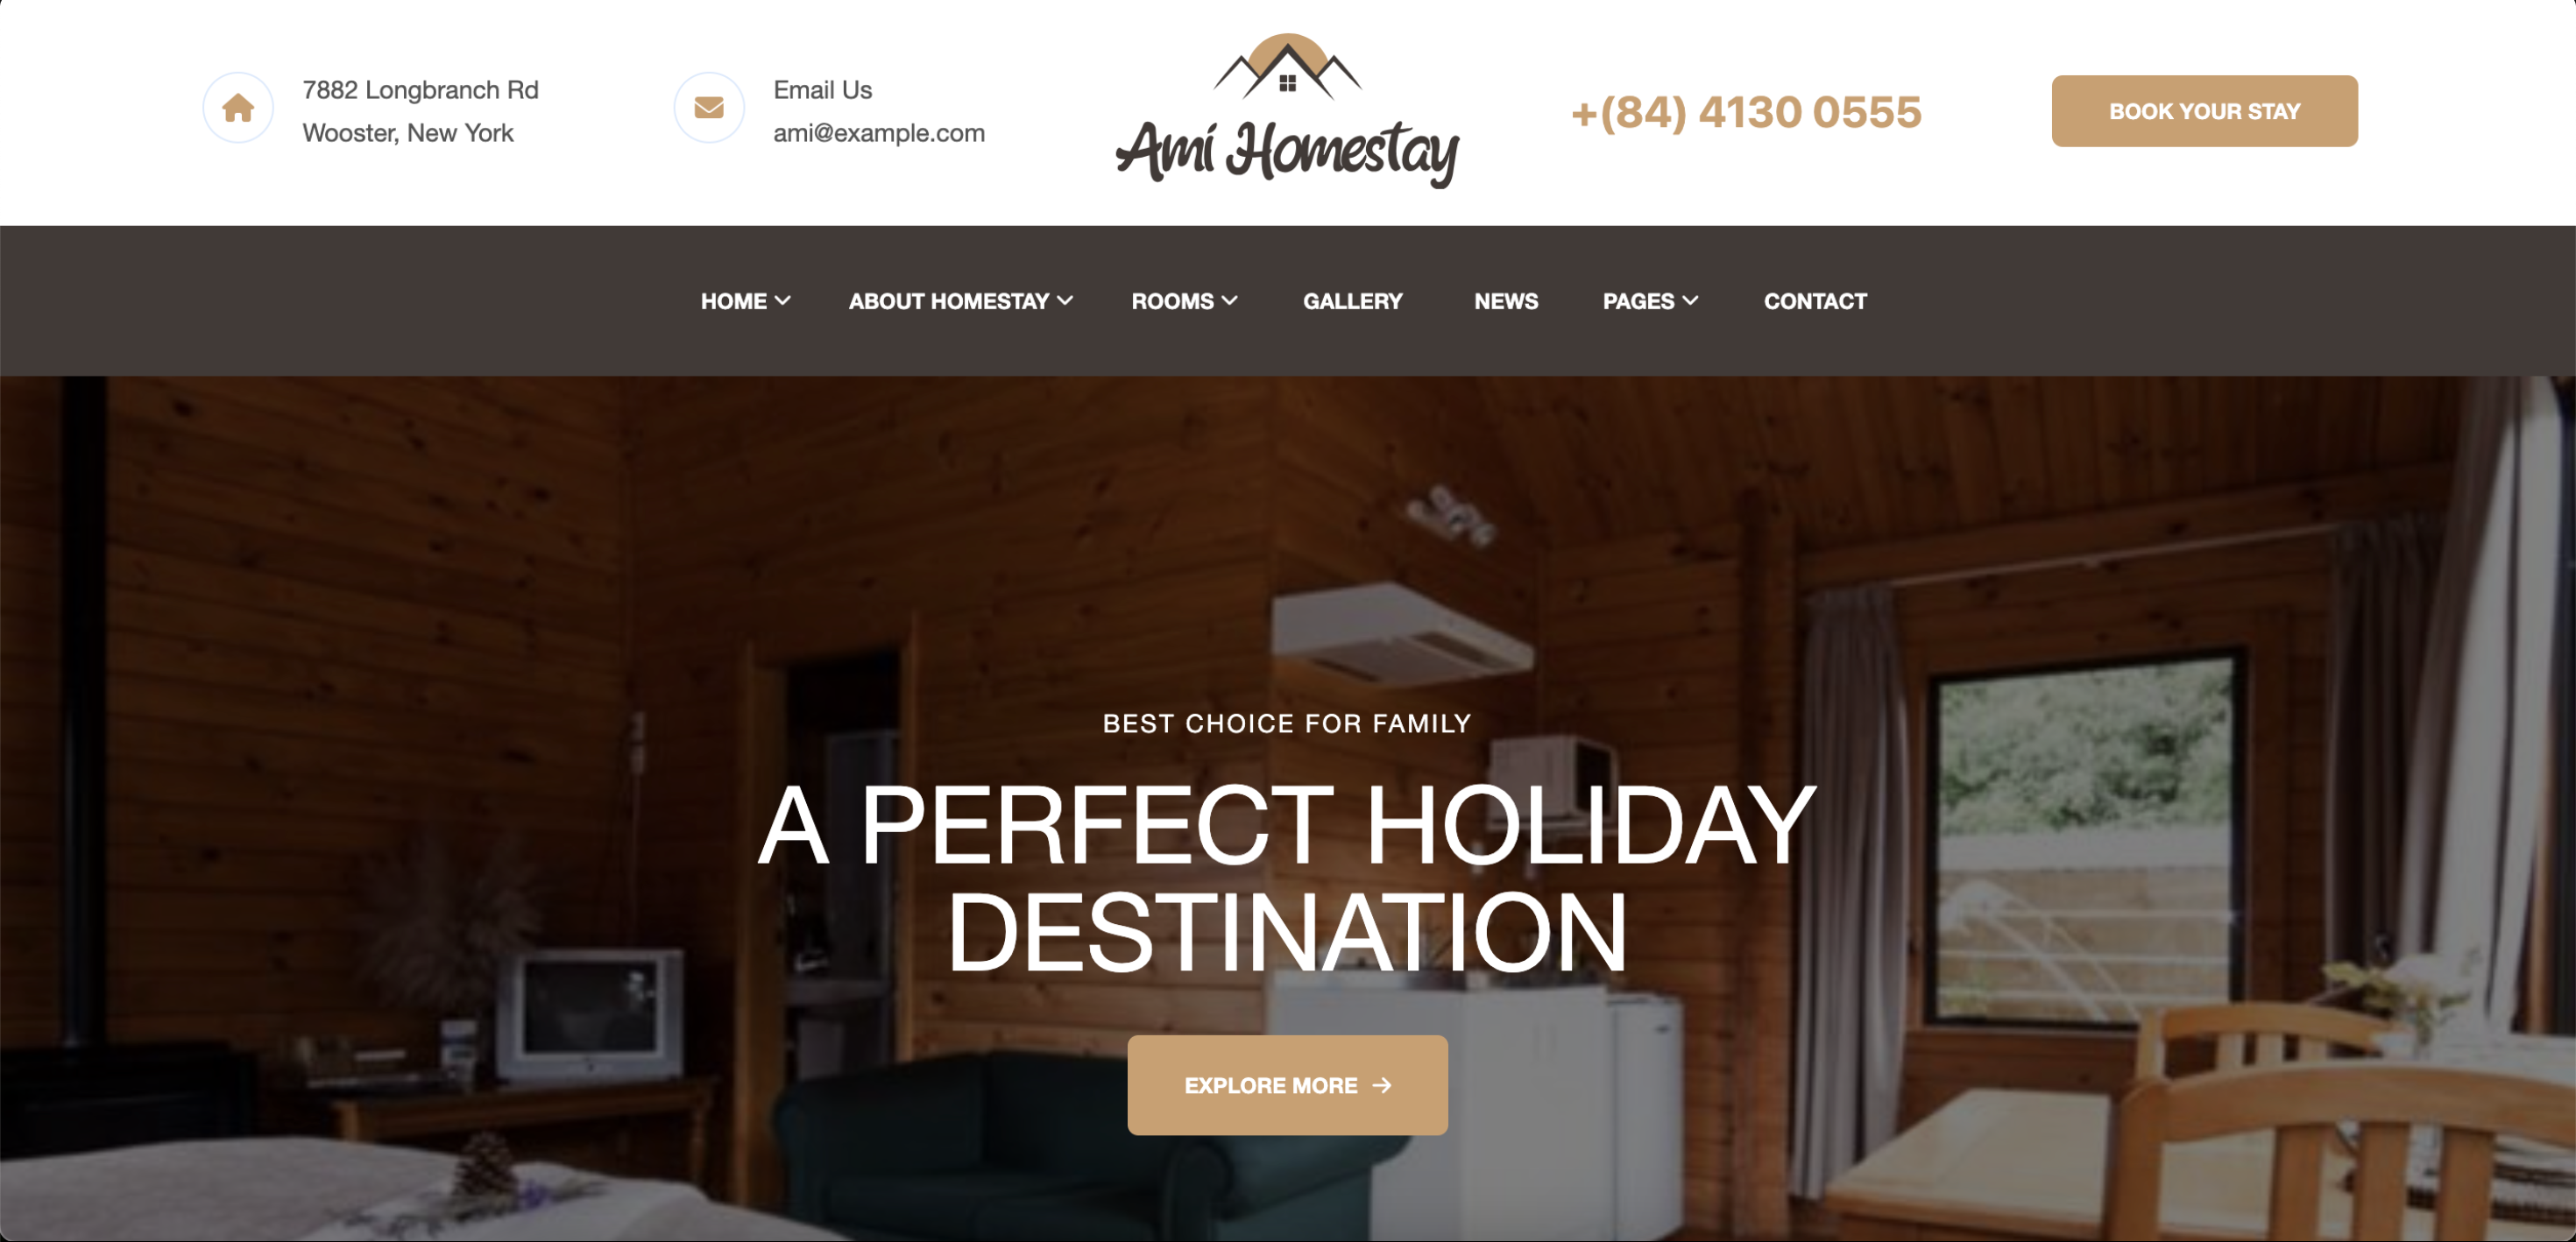 7882 Longbranch Rd
Wooster, New York
Email Us
ami@example.com
Ami Homestay
+(84) 4130 0555
BOOK YOUR STAY
HOME
ABOUT HOMESTAY
ROOMS
GALLERY
NEWS
PAGES
CONTACT
BEST CHOICE FOR FAMILY
A PERFECT HOLIDAY
DESTINATION
EXPLORE MORE